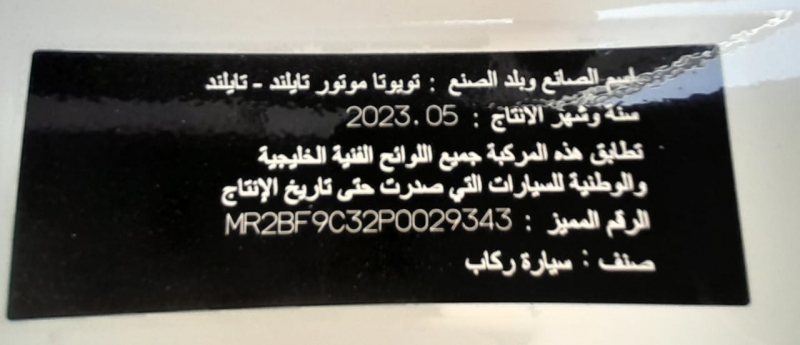 إسم الصانع وبلد الصنع : تويوتا موتور تايلند - تايلند
سنة وشهر الانتاج : 2023.05
تطابق هذه المركبة جميع اللوائح الفنية الخليجية
والوطنية للسيارات التي صدرت حتى تاريخ الإنتاج
الرقم المميز : MR2BF9C32P0029343
صنف : سيارة ركاب